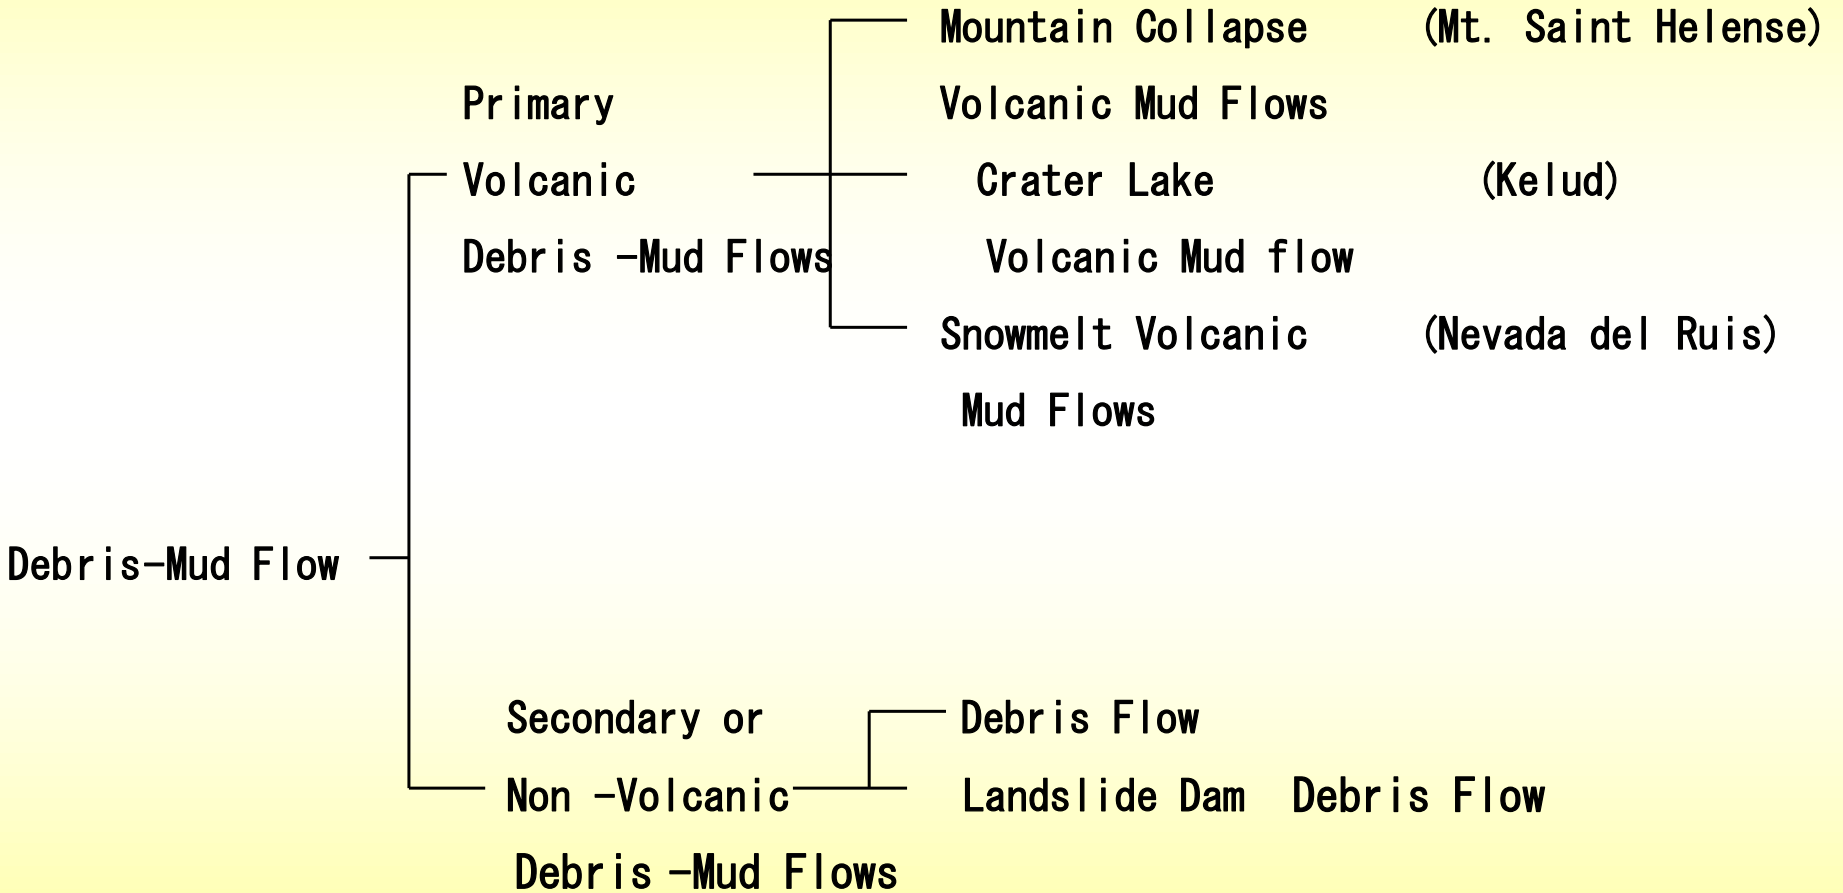 Mountain Collapse (Mt. Saint Helense)
Primary Volcanic Mud Flows
Volcanic Crater Lake (Kelud)
Debris -Mud Flows Volcanic Mud flow
Snowmelt Volcanic (Nevada del Ruis)
Mud Flows
Debris-Mud Flow
Secondary or Debris Flow
Non -Volcanic Landslide Dam Debris Flow
Debris -Mud Flows